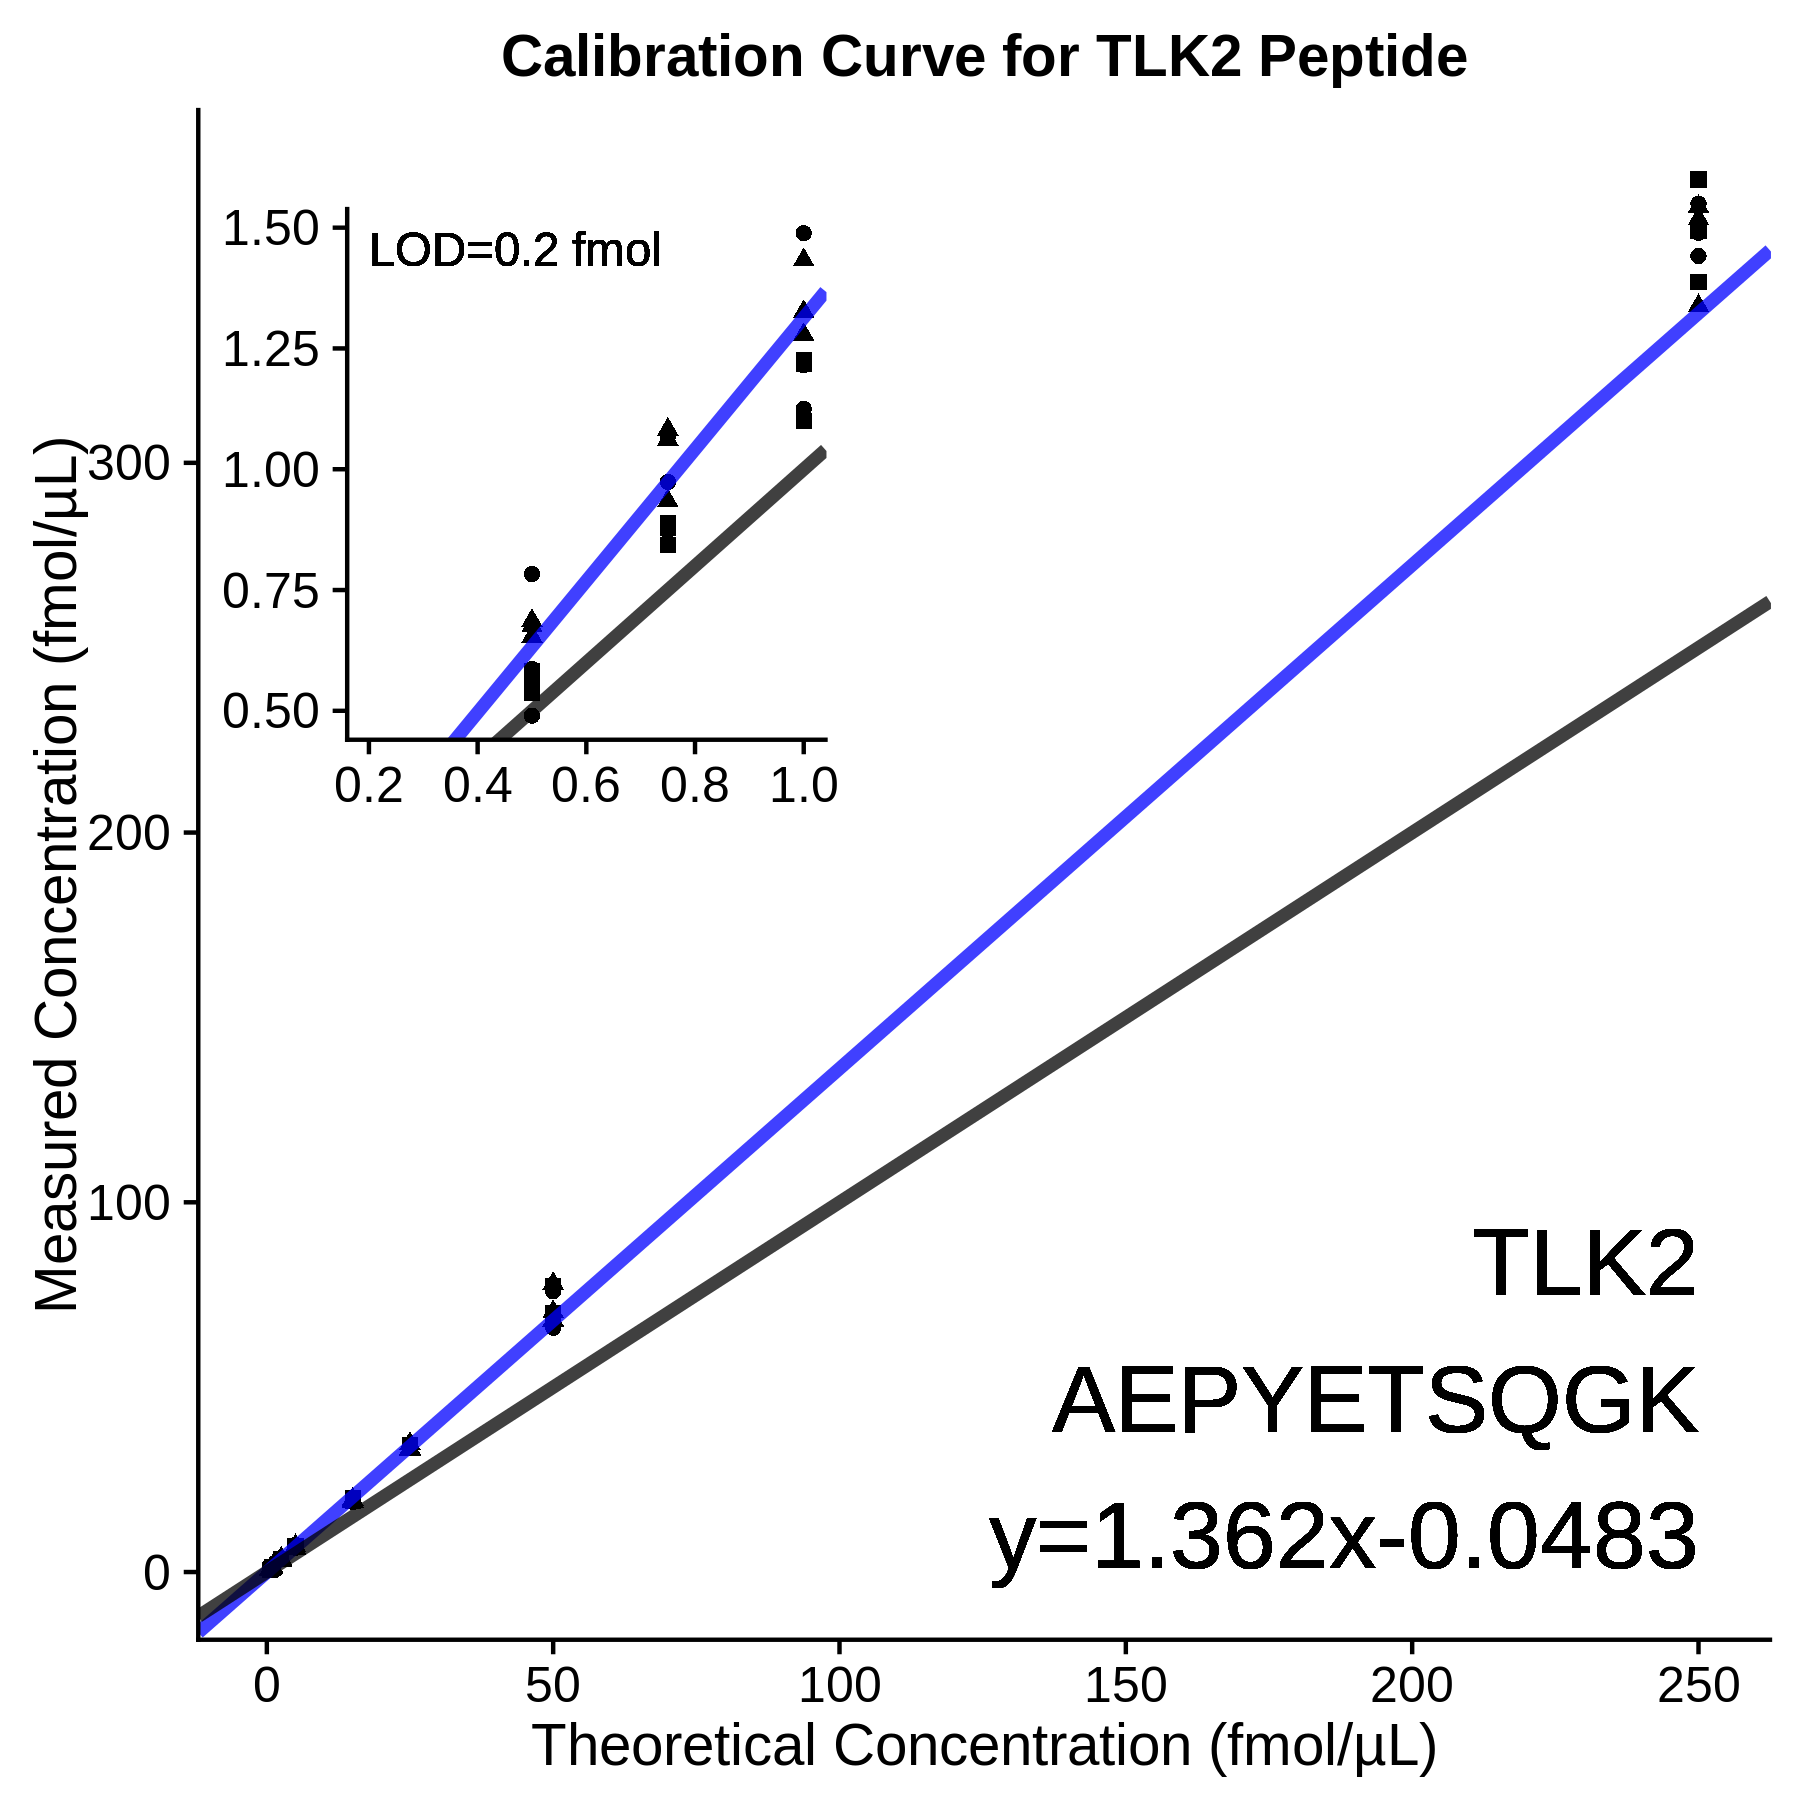 Calibration Curve for TLK2 Peptide
Measured Concentration (fmol/µL)
300
200
100
0
LOD=0.2 fmol
1.50
1.25
1.00
0.75
0.50
0.2 0.4 0.6 0.8 1.0
TLK2
AEPYETSQGK
y=1.362x-0.0483
0 50 100 150 200 250
Theoretical Concentration (fmol/µL)